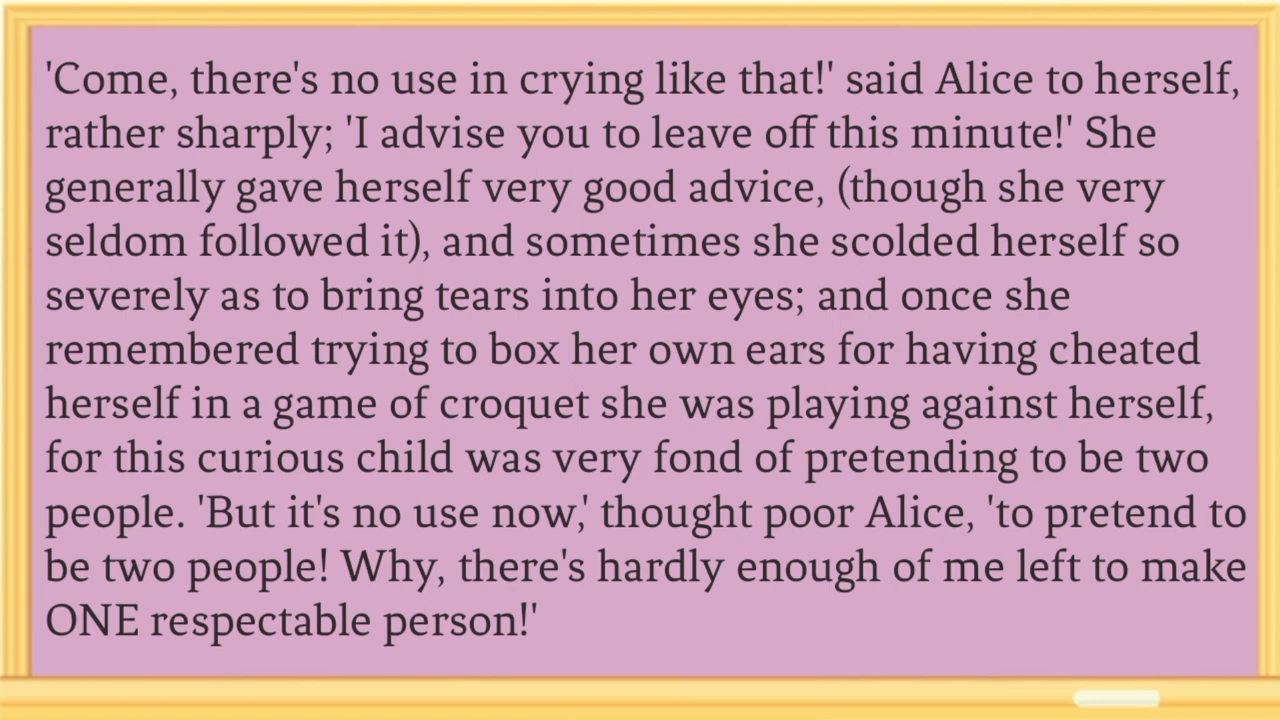 'Come, there's no use in crying like that!' said Alice to herself,
rather sharply; 'I advise you to leave off this minute!' She
generally gave herself very good advice, (though she very
seldom followed it), and sometimes she scolded herself so
severely as to bring tears into her eyes; and once she
remembered trying to box her own ears for having cheated
herself in a game of croquet she was playing against herself,
for this curious child was very fond of pretending to be two
people. 'But it's no use now,' thought poor Alice, 'to pretend to
be two people! Why, there's hardly enough of me left to make
ONE respectable person!'